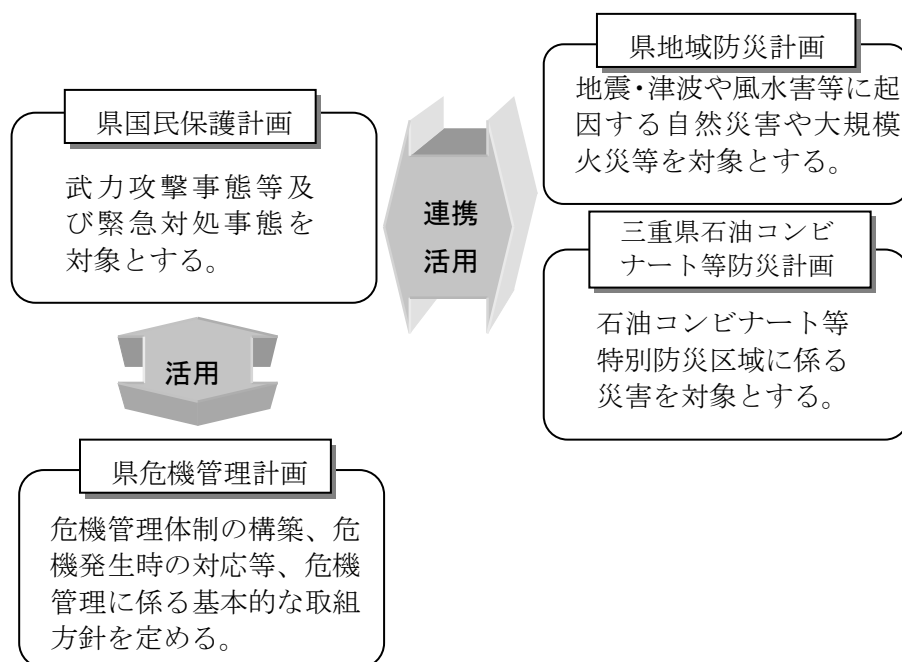 県国民保護計画
武力攻撃事態等及
び緊急対処事態を
対象とする。
連携
活用
県地域防災計画
地震・津波や風水害等に起
因する自然災害や大規模
火災等を対象とする。
三重県石油コンビ
ナート等防災計画
石油コンビナート等
特別防災区域に係る
災害を対象とする。
活用
県危機管理計画
危機管理体制の構築、危
機発生時の対応等、危機
管理に係る基本的な取組
方針を定める。